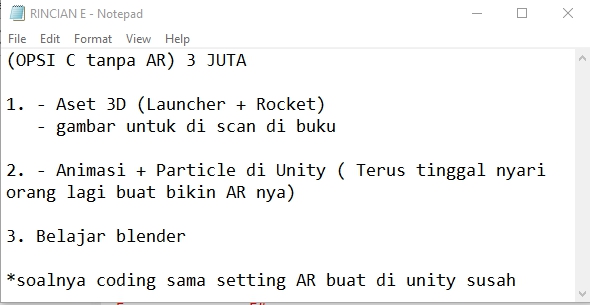 RINCIAN E - Notepad
File Edit Format View Help
(OPSI C tanpa AR) 3 JUTA
1. - Aset 3D (Launcher + Rocket)
- gambar untuk di scan di buku
2. - Animasi + Particle di Unity ( Terus tinggal nyari
orang lagi buat bikin AR nya)
3. Belajar blender
*soalnya coding sama setting AR buat di unity susah